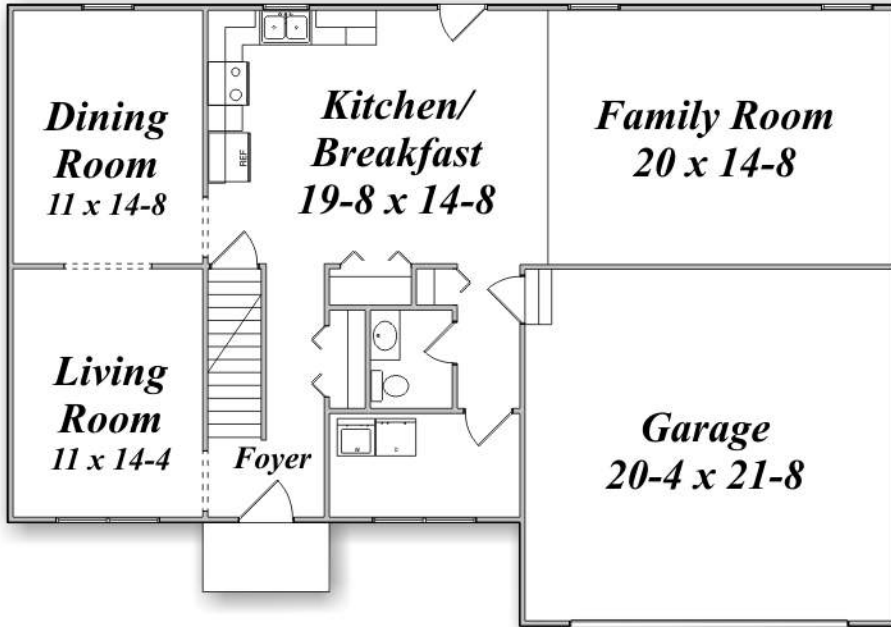 Dining
Room
11 x 14-8
REF
Kitchen/
Breakfast
19-8 x 14-8
Family Room
20 x 14-8
Living
Room
11 x 14-4
Foyer
Garage
20-4 x 21-8